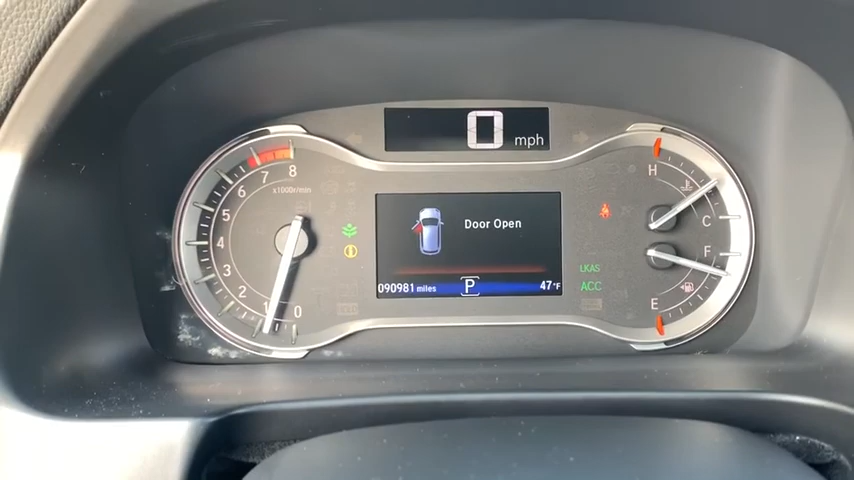 0 mph
8
7
6
5
4
3
2
1
0
x1000r/min
Door Open
090981 miles
P
47°F
LKAS
ACC
H
C
F
E